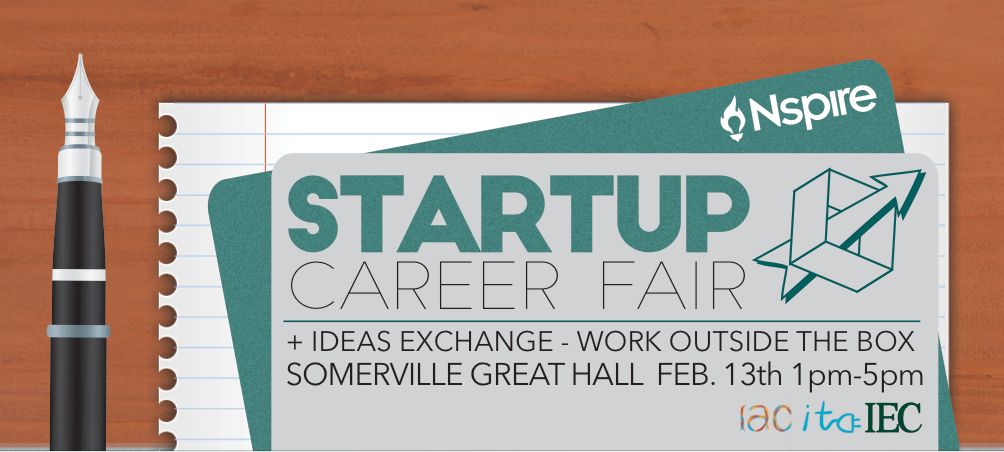 Nspire
STARTUP
CAREER FAIR
+ IDEAS EXCHANGE - WORK OUTSIDE THE BOX
SOMERVILLE GREAT HALL FEB. 13th 1pm-5pm
iac ita IEC